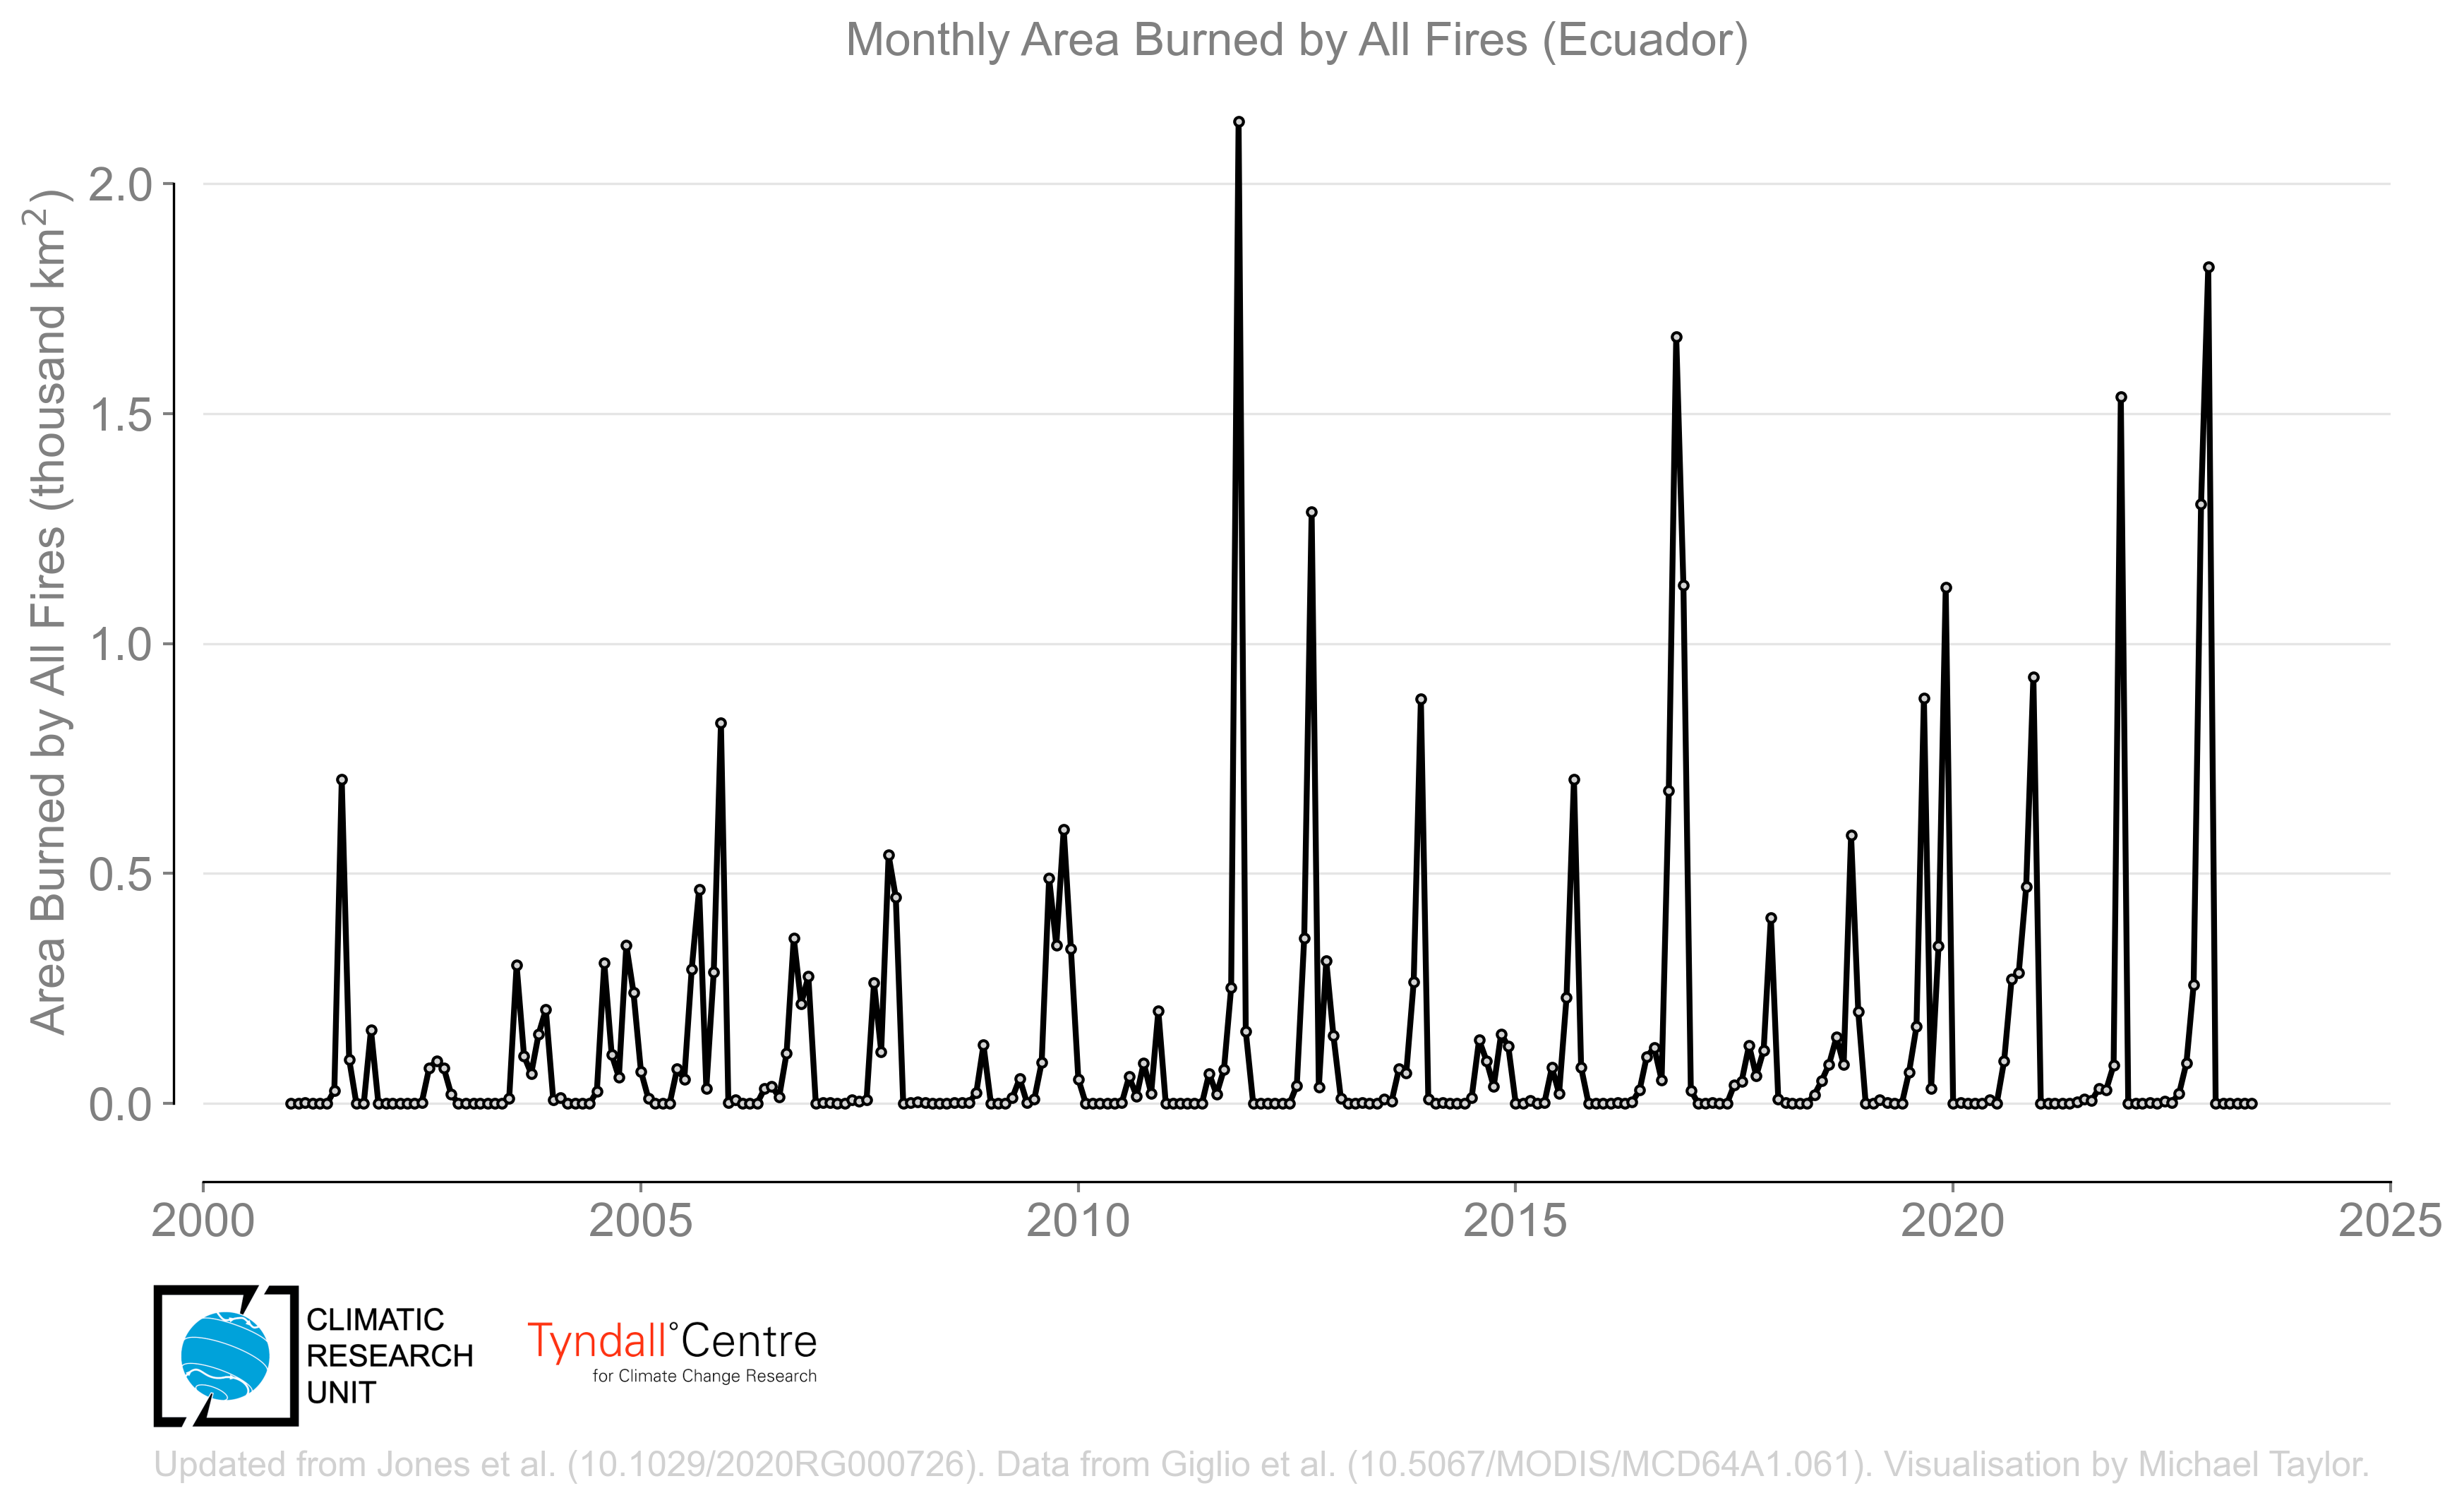 Monthly Area Burned by All Fires (Ecuador)
Area Burned by All Fires (thousand km²)
2.0
1.5
1.0
0.5
0.0
2000 2005 2010 2015 2020 2025
CLIMATIC
RESEARCH
UNIT
Tyndall°Centre
for Climate Change Research
Updated from Jones et al. (10.1029/2020RG000726). Data from Giglio et al. (10.5067/MODIS/MCD64A1.061). Visualisation by Michael Taylor.